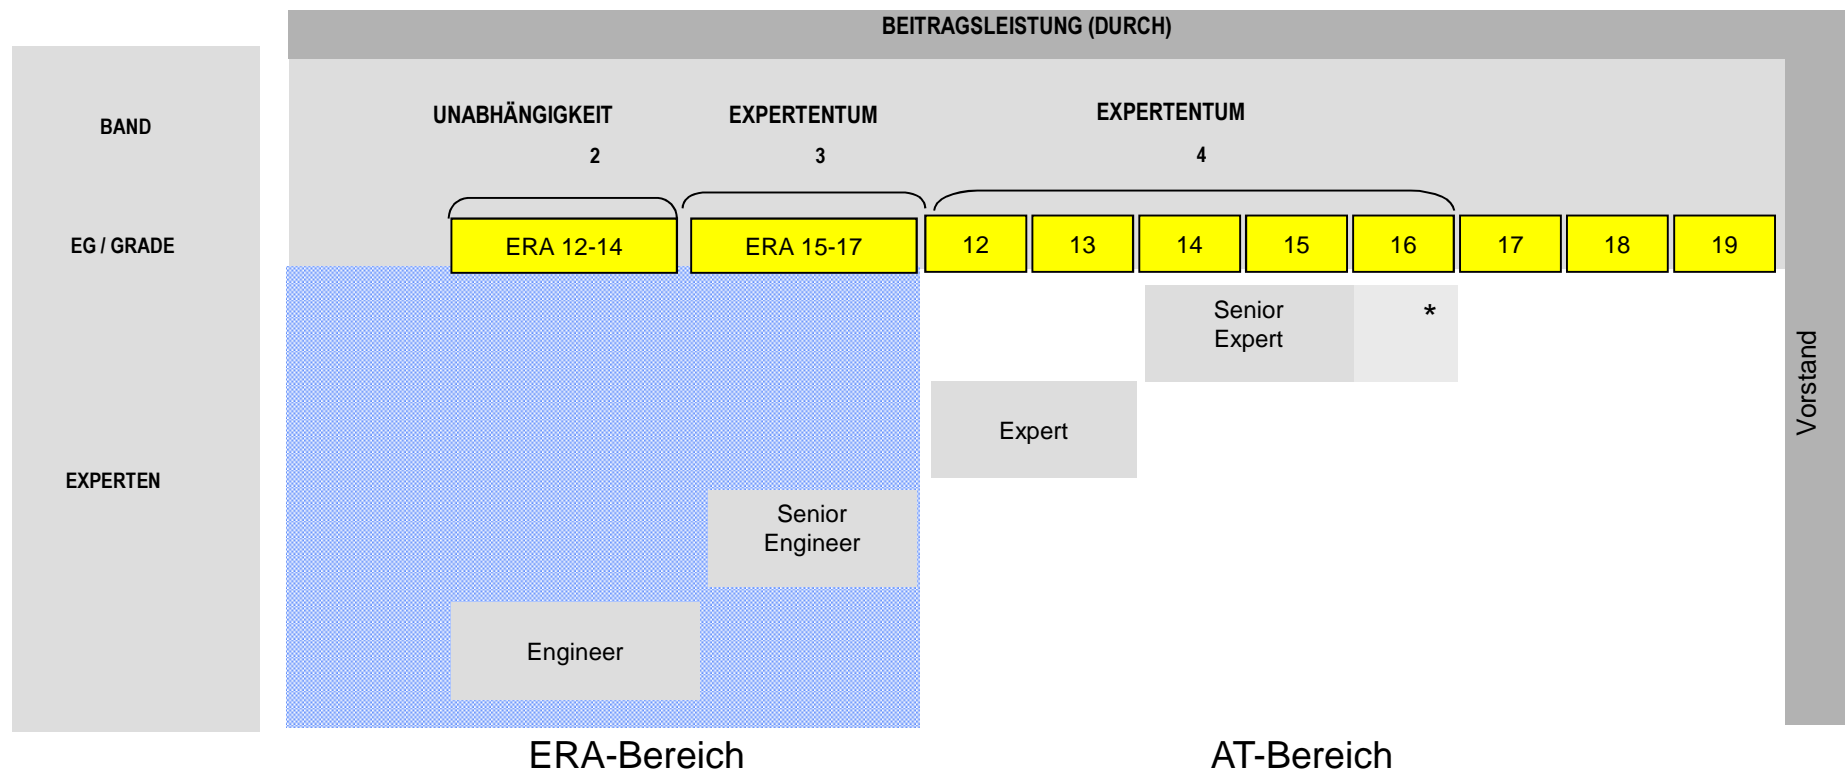 BEITRAGSLEISTUNG (DURCH)
BAND
UNABHÄNGIGKEIT
2
EXPERTENTUM
3
EXPERTENTUM
4
EG / GRADE
ERA 12-14
ERA 15-17
12
13
14
15
16
17
18
19
EXPERTEN
Senior
Expert
*
Expert
Senior
Engineer
Engineer
Vorstand
ERA-Bereich
AT-Bereich